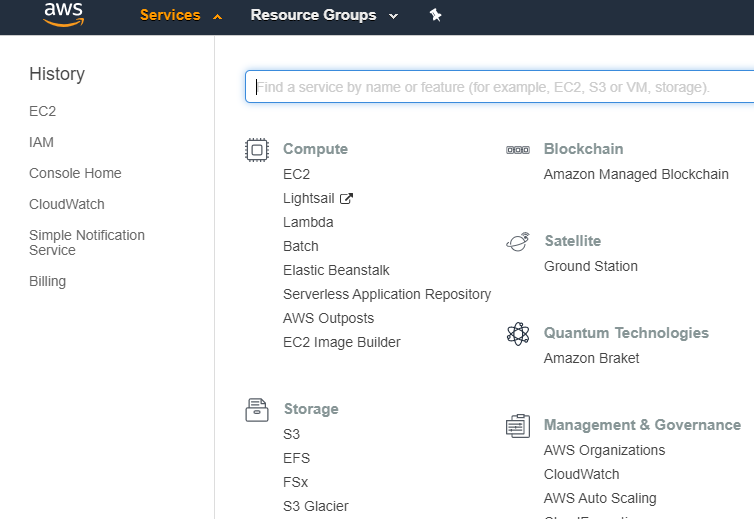 aws
Services
Resource Groups
History
EC2
IAM
Console Home
CloudWatch
Simple Notification
Service
Billing
Find a service by name or feature (for example, EC2, S3 or VM, storage).
Compute
EC2
Lightsail
Lambda
Batch
Elastic Beanstalk
Serverless Application Repository
AWS Outposts
EC2 Image Builder
Storage
S3
EFS
FSx
S3 Glacier
Blockchain
Amazon Managed Blockchain
Satellite
Ground Station
Quantum Technologies
Amazon Braket
Management & Governance
AWS Organizations
CloudWatch
AWS Auto Scaling